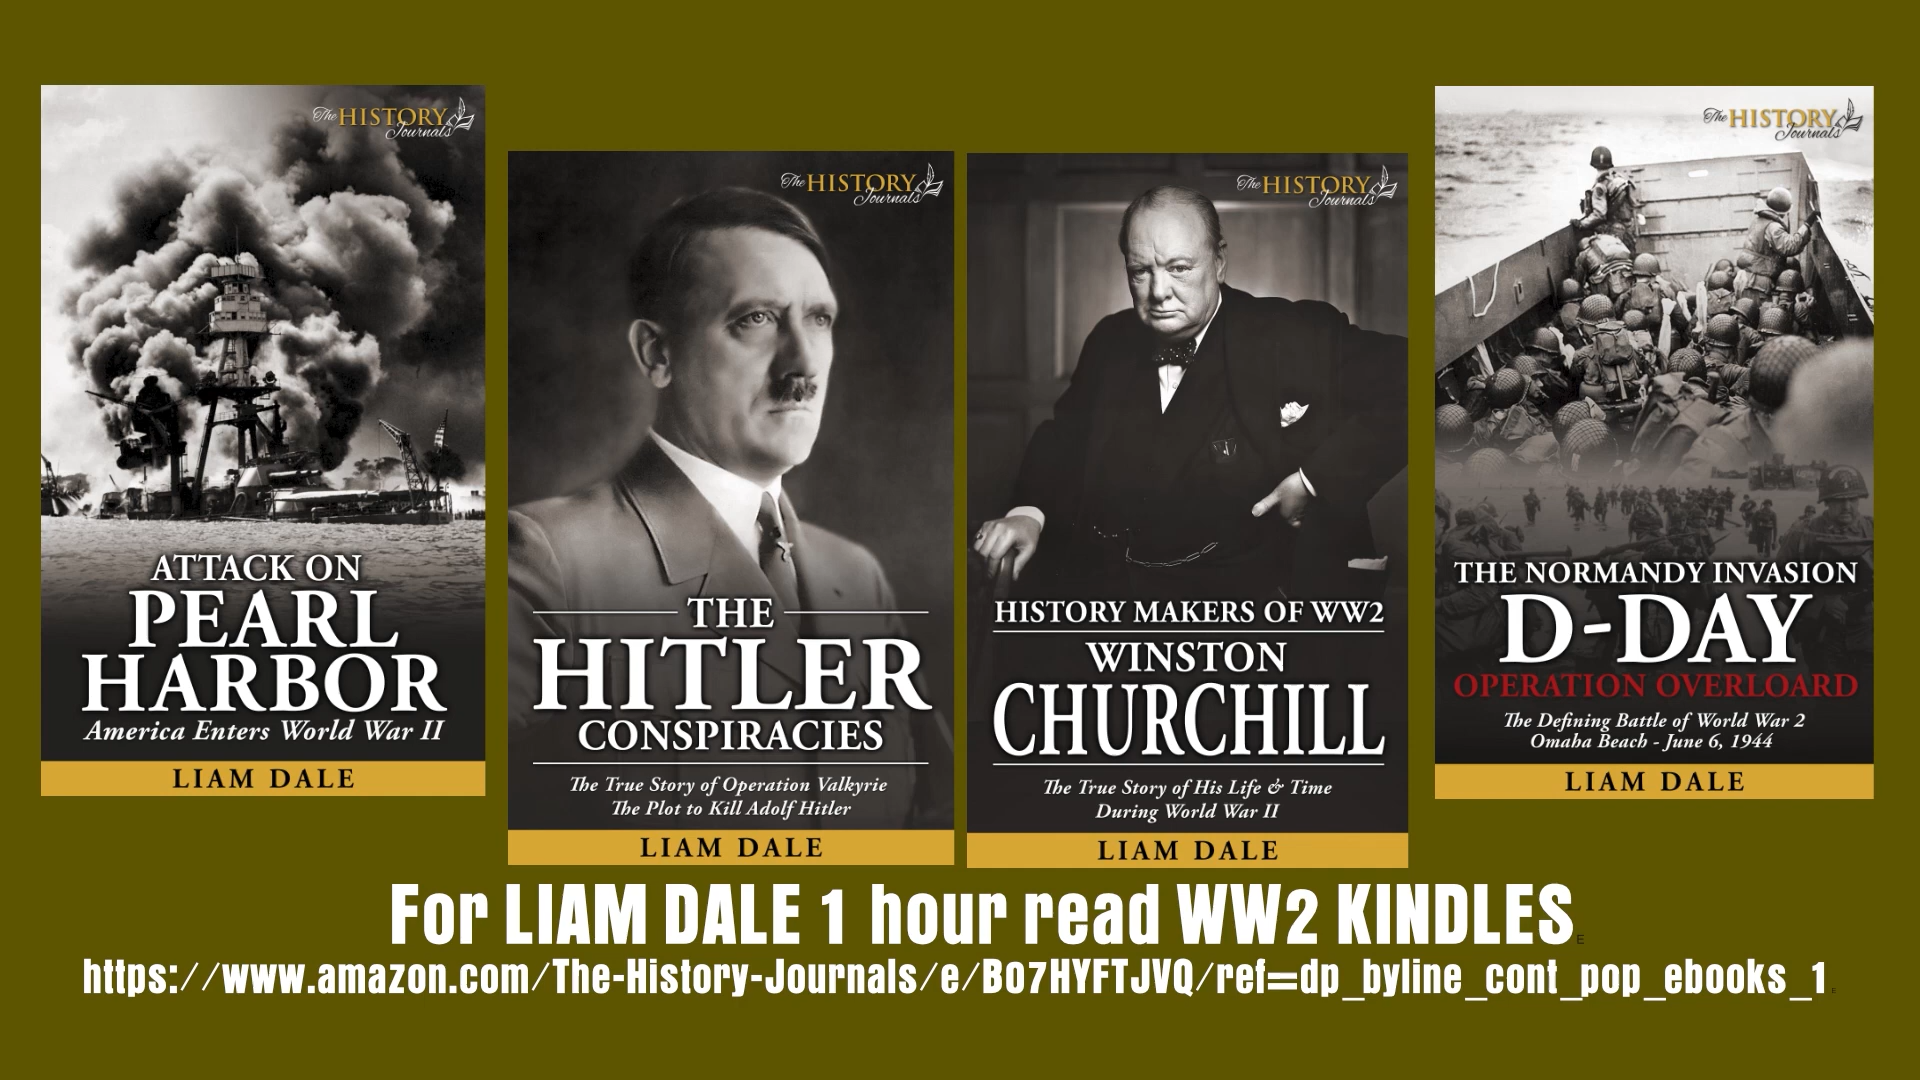 The HISTORY
Journals
ATTACK ON
PEARL
HARBOR
America Enters World War II
LIAM DALE
The HISTORY
Journals
THE
HITLER
CONSPIRACIES
The True Story of Operation Valkyrie
The Plot to Kill Adolf Hitler
LIAM DALE
The HISTORY
Journals
HISTORY MAKERS OF WW2
WINSTON
CHURCHILL
The True Story of His Life & Time
During World War II
LIAM DALE
The HISTORY
Journals
THE NORMANDY INVASION
D-DAY
OPERATION OVERLOARD
The Defining Battle of World War 2
Omaha Beach - June 6, 1944
LIAM DALE
For LIAM DALE 1 hour read WW2 KINDLES E
https://www.amazon.com/The-History-Journals/e/B07HYFTJVQ/ref=dp_byline_cont_pop_ebooks_1 E